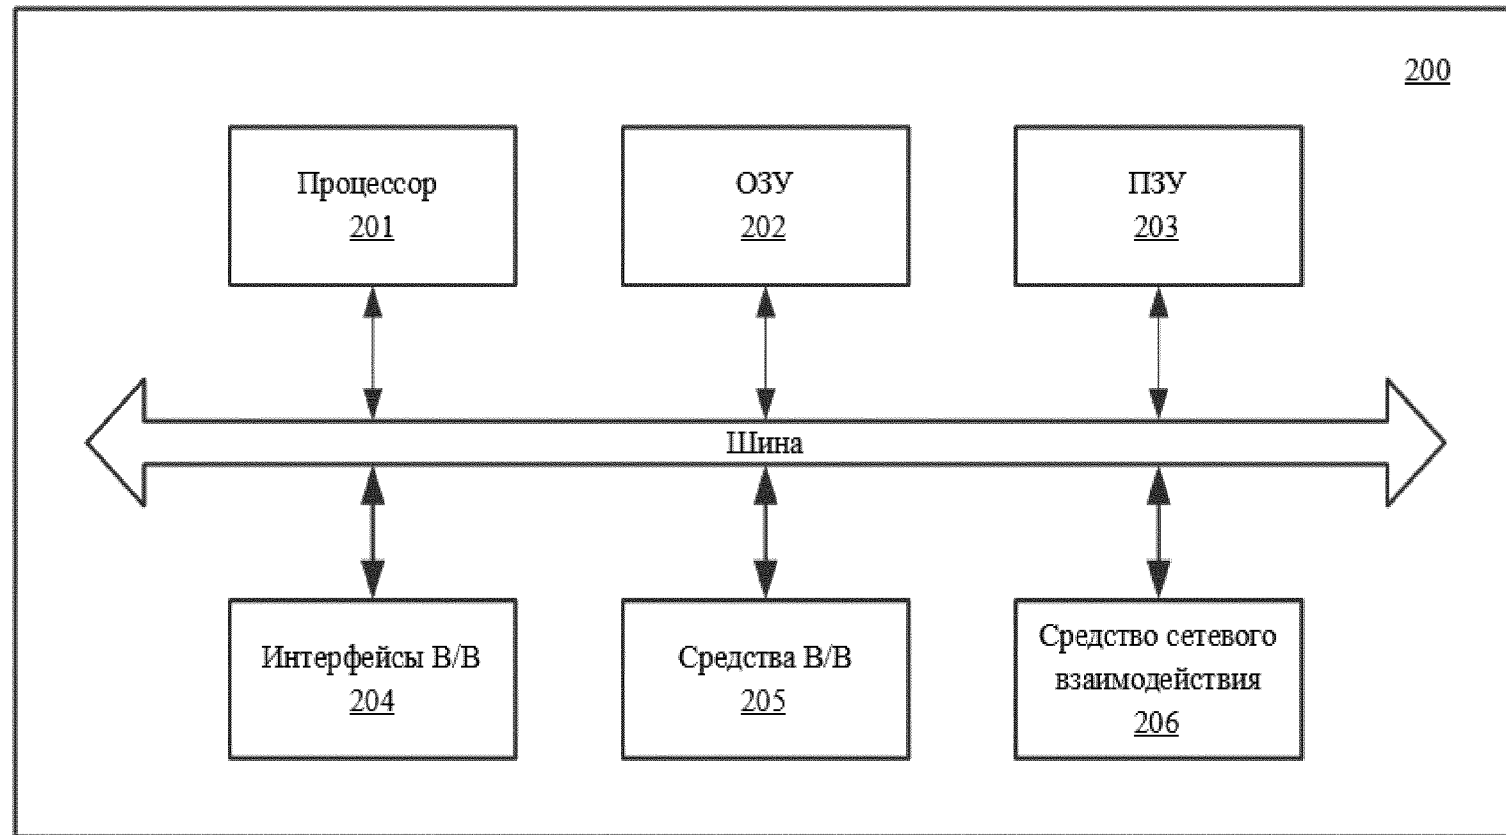 200
Процессор
201
ОЗУ
202
ПЗУ
203
Шина
Интерфейсы В/В
204
Средства В/В
205
Средство сетевого
взаимодействия
206